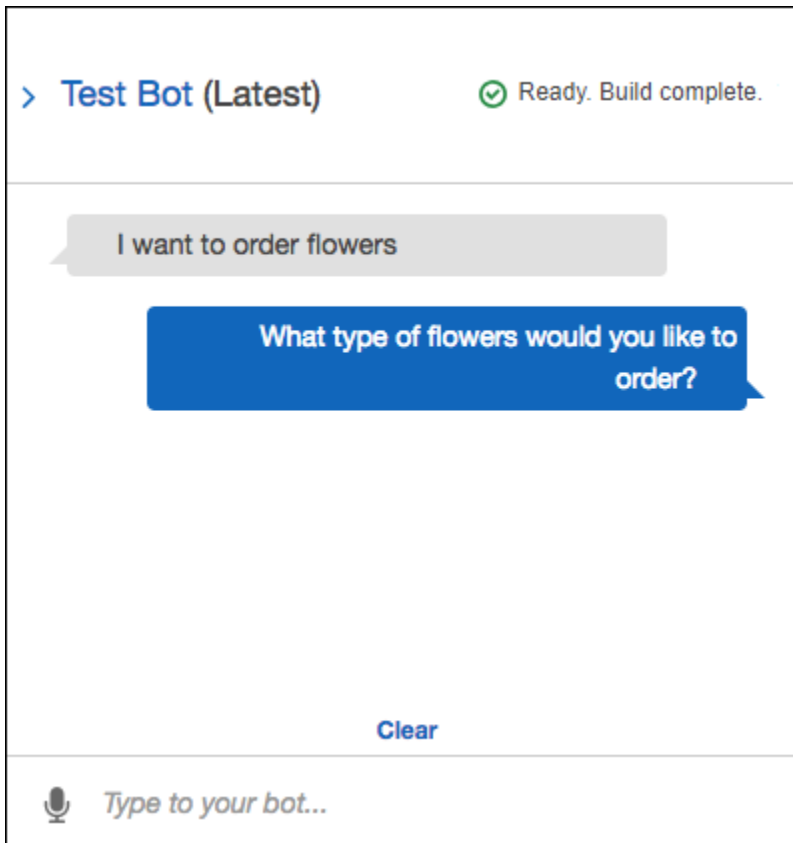 Test Bot (Latest)
Ready. Build complete.
I want to order flowers
What type of flowers would you like to
order?
Clear
Type to your bot...